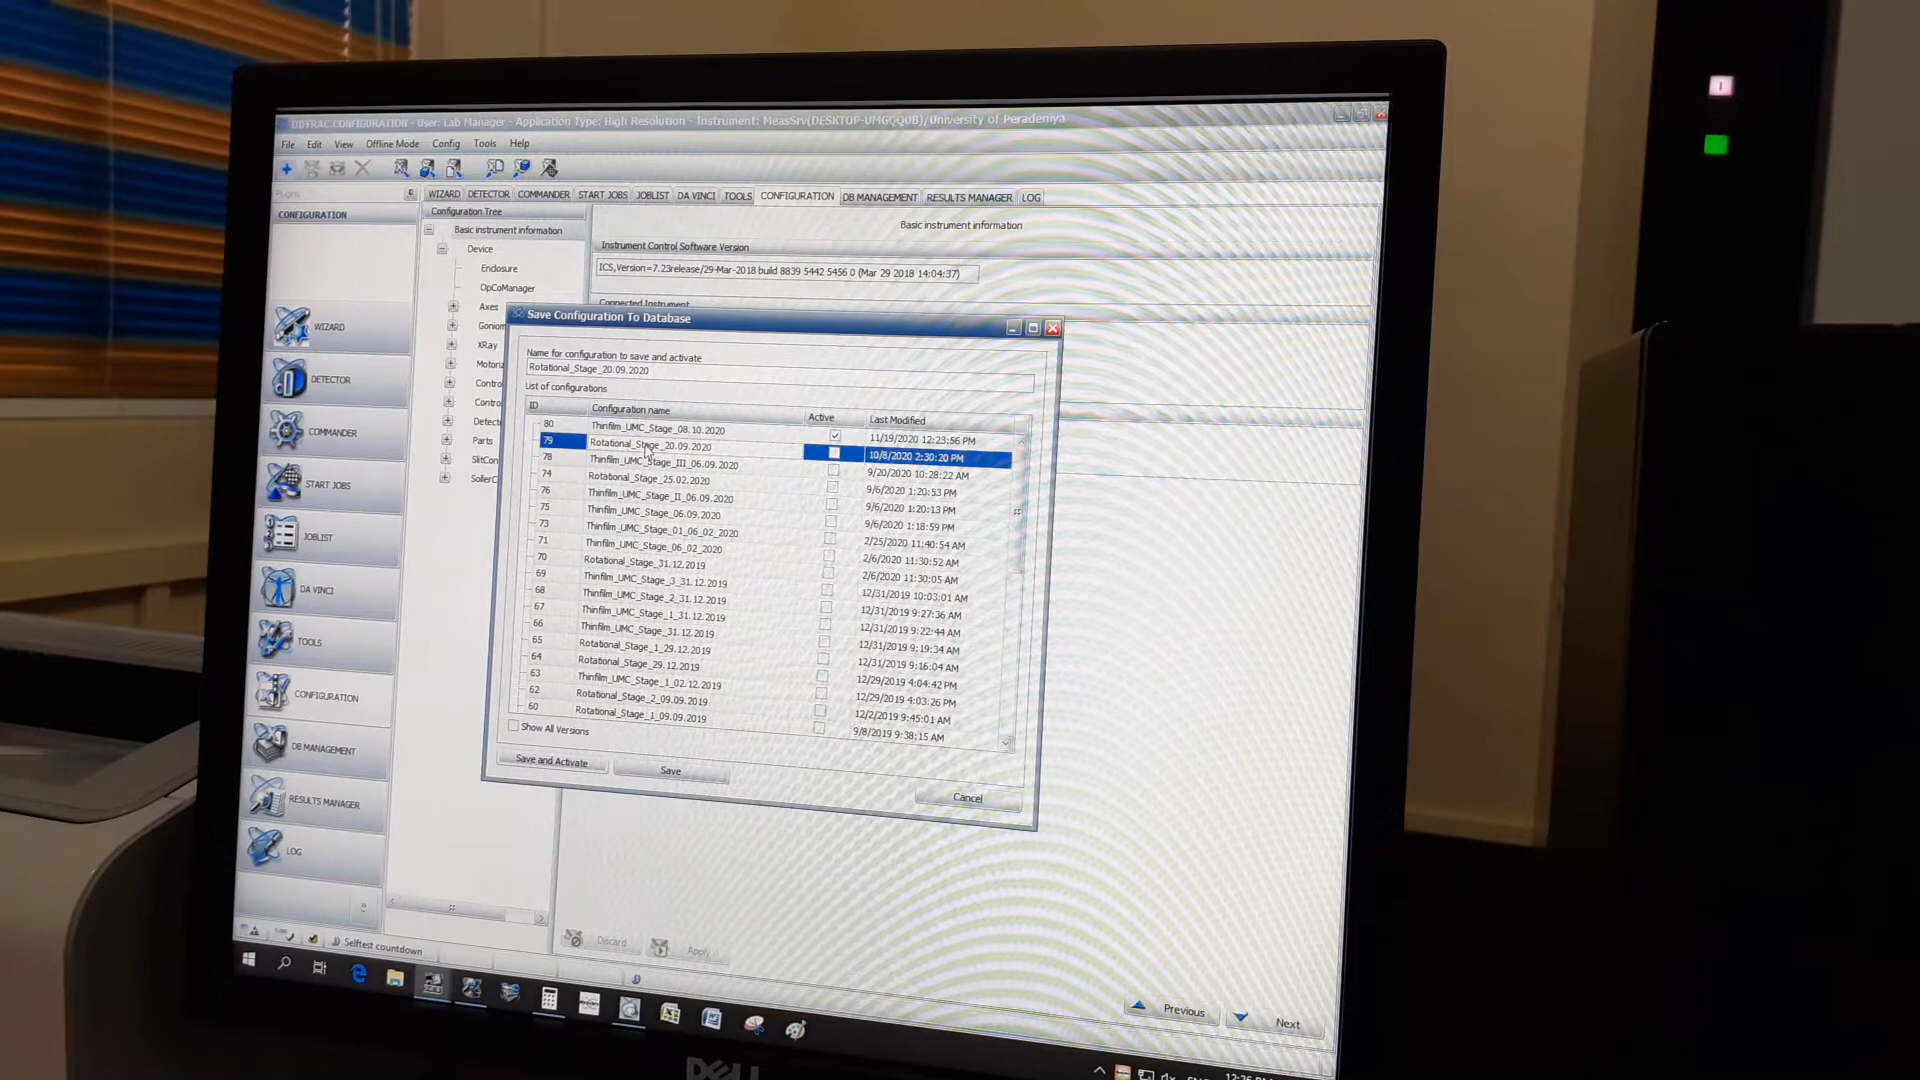 DIFFRAC.CONFIGURATION - User: Lab Manager - Application Type: High Resolution - Instrument: MeasSrv(DESKTOP-UMGQQUB)/University of Peradeniya
File Edit View Offline Mode Config Tools Help
Plugins
WIZARD DETECTOR COMMANDER START JOBS JOBLIST DA VINCI TOOLS CONFIGURATION DB MANAGEMENT RESULTS MANAGER LOG
CONFIGURATION
Configuration Tree
Basic instrument information
Basic instrument information
Device
Instrument Control Software Version
Enclosure
ICS,Version=7.23release/29-Mar-2018 build 8839 5442 5456 0 (Mar 29 2018 14:04:37)
OpCoManager
Axes
Connected Instrument
Goniom
XRay
Motoriz
Contro
Contro
Detect
Parts
SlitCon
SollerC
Save Configuration To Database
Name for configuration to save and activate
Rotational_Stage_20.09.2020
List of configurations
ID Configuration name Active Last Modified
80 Thinfilm_UMC_Stage_08.10.2020 11/19/2020 12:23:56 PM
79 Rotational_Stage_20.09.2020 10/8/2020 2:30:20 PM
78 Thinfilm_UMC_Stage_III_06.09.2020 9/20/2020 10:28:22 AM
74 Rotational_Stage_25.02.2020 9/6/2020 1:20:53 PM
76 Thinfilm_UMC_Stage_II_06.09.2020 9/6/2020 1:20:13 PM
75 Thinfilm_UMC_Stage_06.09.2020 9/6/2020 1:18:59 PM
73 Thinfilm_UMC_Stage_01_06_02_2020 2/25/2020 11:40:54 AM
71 Thinfilm_UMC_Stage_06_02_2020 2/6/2020 11:30:52 AM
70 Rotational_Stage_31.12.2019 2/6/2020 11:30:05 AM
69 Thinfilm_UMC_Stage_3_31.12.2019 12/31/2019 10:03:01 AM
68 Thinfilm_UMC_Stage_2_31.12.2019 12/31/2019 9:27:36 AM
67 Thinfilm_UMC_Stage_1_31.12.2019 12/31/2019 9:22:44 AM
66 Thinfilm_UMC_Stage_31.12.2019 12/31/2019 9:19:34 AM
65 Rotational_Stage_1_29.12.2019 12/31/2019 9:16:04 AM
64 Rotational_Stage_29.12.2019 12/29/2019 4:04:42 PM
63 Thinfilm_UMC_Stage_1_02.12.2019 12/29/2019 4:03:26 PM
62 Rotational_Stage_2_09.09.2019 12/2/2019 9:45:01 AM
60 Rotational_Stage_1_09.09.2019 9/8/2019 9:38:15 AM
Show All Versions
Save and Activate Save Cancel
WIZARD
DETECTOR
COMMANDER
START JOBS
JOBLIST
DA VINCI
TOOLS
CONFIGURATION
DB MANAGEMENT
RESULTS MANAGER
LOG
Selftest countdown
Discard Apply
Previous Next
DELL